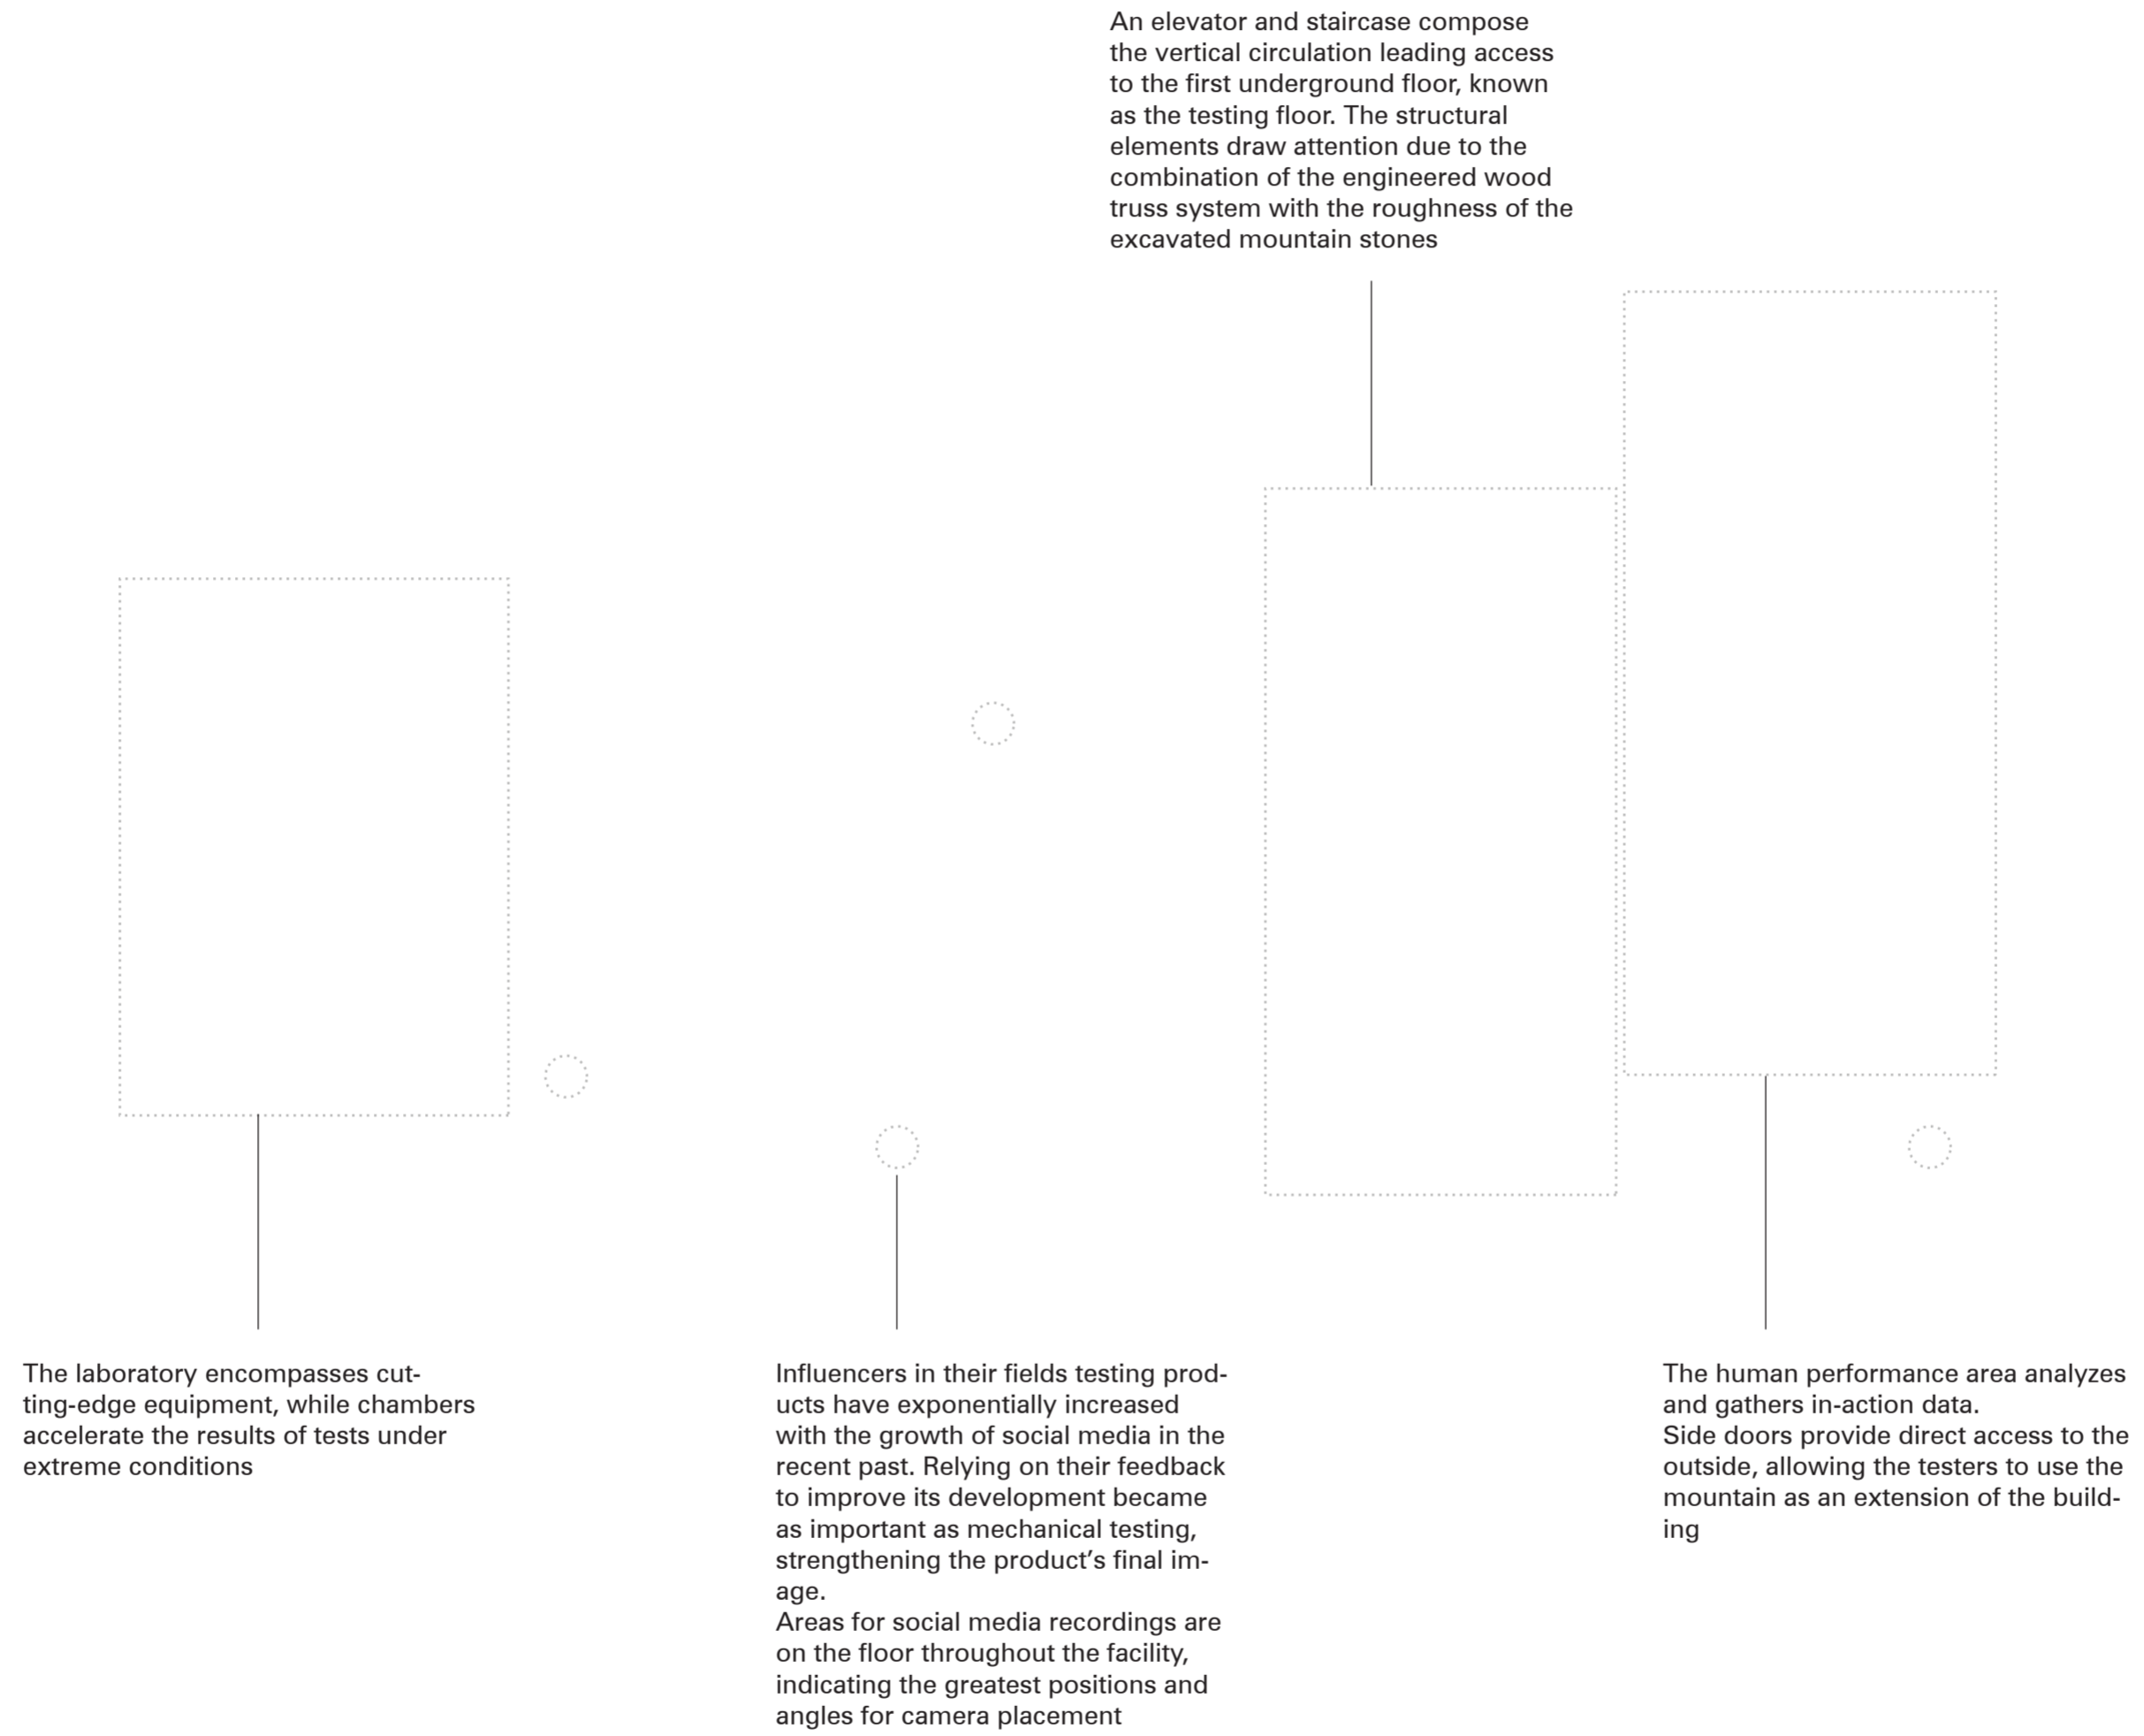 An elevator and staircase compose
the vertical circulation leading access
to the first underground floor, known
as the testing floor. The structural
elements draw attention due to the
combination of the engineered wood
truss system with the roughness of the
excavated mountain stones
The laboratory encompasses cut-
ting-edge equipment, while chambers
accelerate the results of tests under
extreme conditions
Influencers in their fields testing prod-
ucts have exponentially increased
with the growth of social media in the
recent past. Relying on their feedback
to improve its development became
as important as mechanical testing,
strengthening the product’s final im-
age.
Areas for social media recordings are
on the floor throughout the facility,
indicating the greatest positions and
angles for camera placement
The human performance area analyzes
and gathers in-action data.
Side doors provide direct access to the
outside, allowing the testers to use the
mountain as an extension of the build-
ing